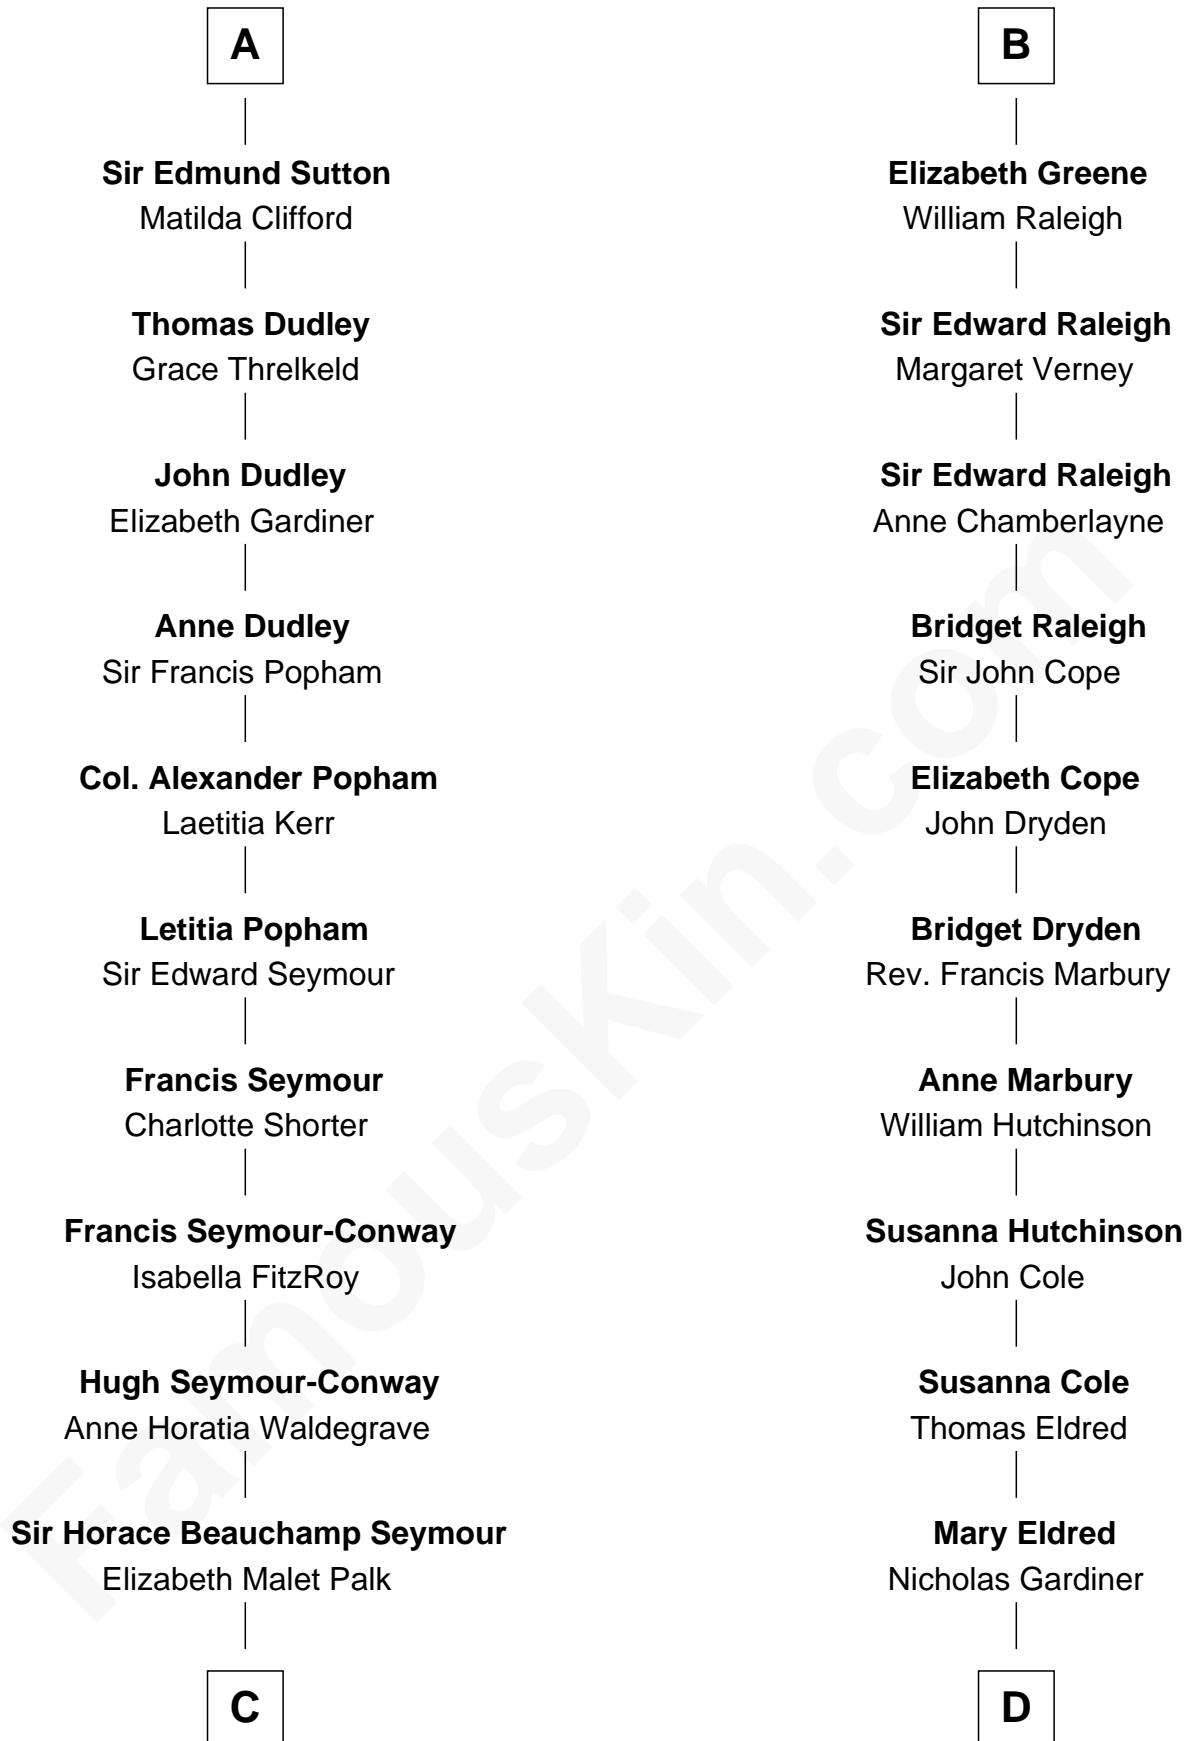 A
Sir Edmund Sutton
Matilda Clifford
Thomas Dudley
Grace Threlkeld
John Dudley
Elizabeth Gardiner
Anne Dudley
Sir Francis Popham
Col. Alexander Popham
Laetitia Kerr
Letitia Popham
Sir Edward Seymour
Francis Seymour
Charlotte Shorter
Francis Seymour-Conway
Isabella FitzRoy
Hugh Seymour-Conway
Anne Horatia Waldegrave
Sir Horace Beauchamp Seymour
Elizabeth Malet Palk
C
B
Elizabeth Greene
William Raleigh
Sir Edward Raleigh
Margaret Verney
Sir Edward Raleigh
Anne Chamberlayne
Bridget Raleigh
Sir John Cope
Elizabeth Cope
John Dryden
Bridget Dryden
Rev. Francis Marbury
Anne Marbury
William Hutchinson
Susanna Hutchinson
John Cole
Susanna Cole
Thomas Eldred
Mary Eldred
Nicholas Gardiner
D
FamousKin.com